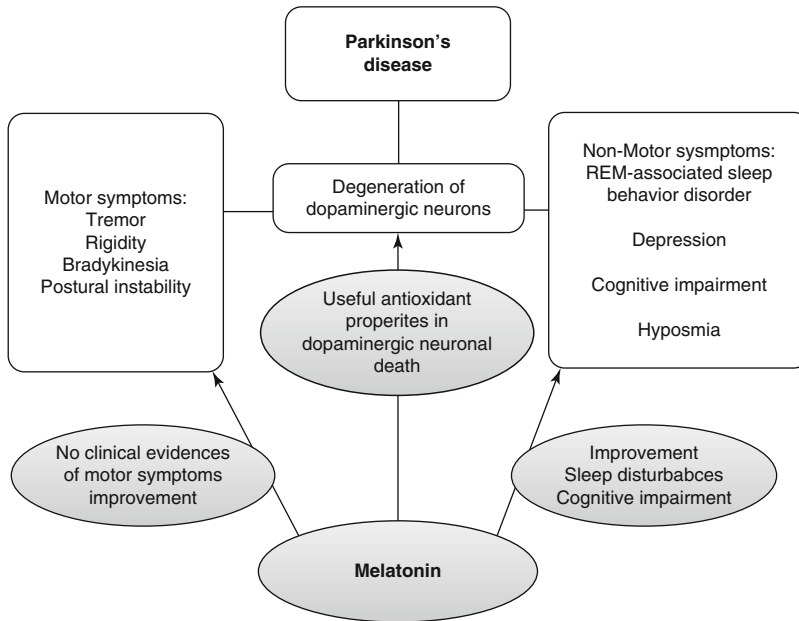 Parkinson's
disease
Degeneration of
dopaminergic neurons
Motor symptoms:
Tremor
Rigidity
Bradykinesia
Postural instability
Non-Motor sysmptoms:
REM-associated sleep
behavior disorder
Depression
Cognitive impairment
Hyposmia
Useful antioxidant
properites in
dopaminergic neuronal
death
No clinical evidences
of motor symptoms
improvement
Improvement
Sleep disturbabces
Cognitive impairment
Melatonin